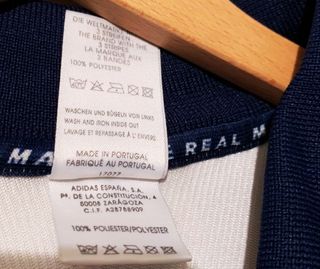 DIE WELTMARKE
3 STREIFEN
THE BRAND WITH THE
3 STRIPES
LA MARQUE AUX
3 BANDES
100% POLYESTER
WASCHEN UND BÜGELN VON LINKS
WASH AND IRON INSIDE OUT
LAVAGE ET REPASSAGE À L'ENVERS
MADE IN PORTUGAL
FABRIQUÉ AU PORTUGAL
REAL
ADIDAS ESPAÑA, S.A.
Pº. DE LA CONSTITUCION, 4
50008 ZARAGOZA
C.I.F. A28788909
100% POLIESTER/POLYESTER